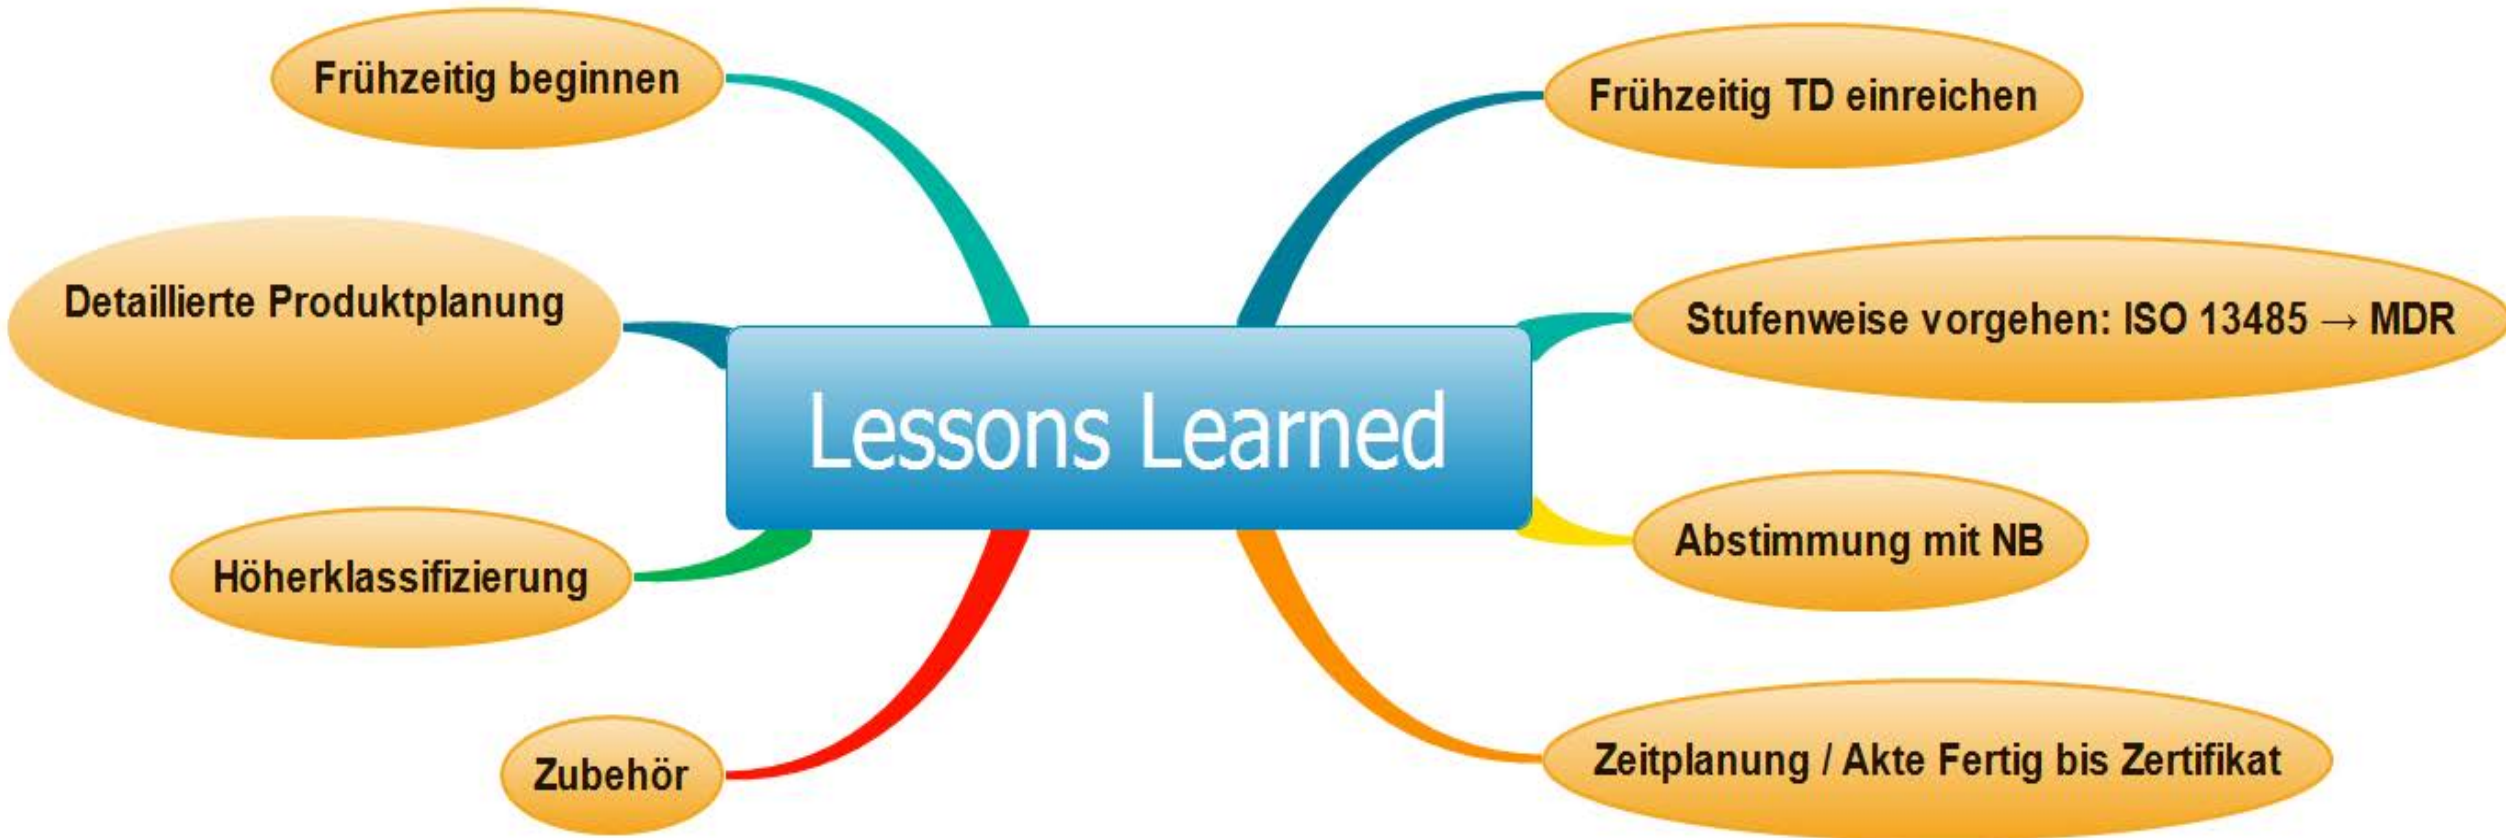 Frühzeitig beginnen
Frühzeitig TD einreichen
Detaillierte Produktplanung
Stufenweise vorgehen: ISO 13485 → MDR
Lessons Learned
Abstimmung mit NB
Höherklassifizierung
Zeitplanung / Akte Fertig bis Zertifikat
Zubehör